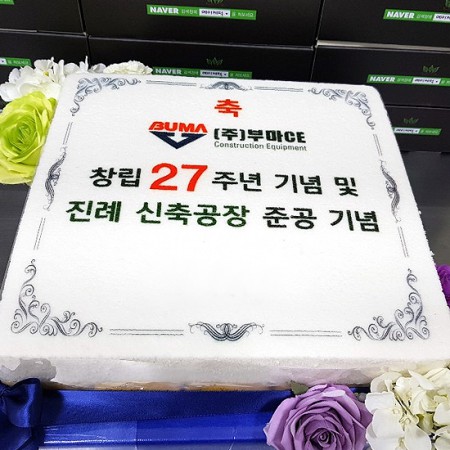 축
BUMA (주)부마CE
Construction Equipment
창립 27주년 기념 및
진례 신축공장 준공 기념
NAVER
NAVER
NAVER
NAVER